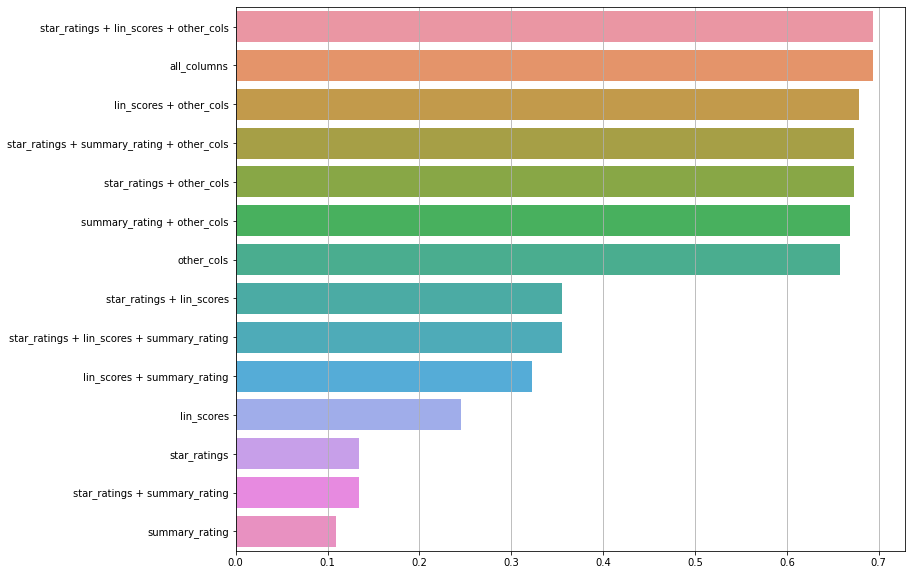 star_ratings + lin_scores + other_cols
all_columns
lin_scores + other_cols
star_ratings + summary_rating + other_cols
star_ratings + other_cols
summary_rating + other_cols
other_cols
star_ratings + lin_scores
star_ratings + lin_scores + summary_rating
lin_scores + summary_rating
lin_scores
star_ratings
star_ratings + summary_rating
summary_rating
0.0 0.1 0.2 0.3 0.4 0.5 0.6 0.7